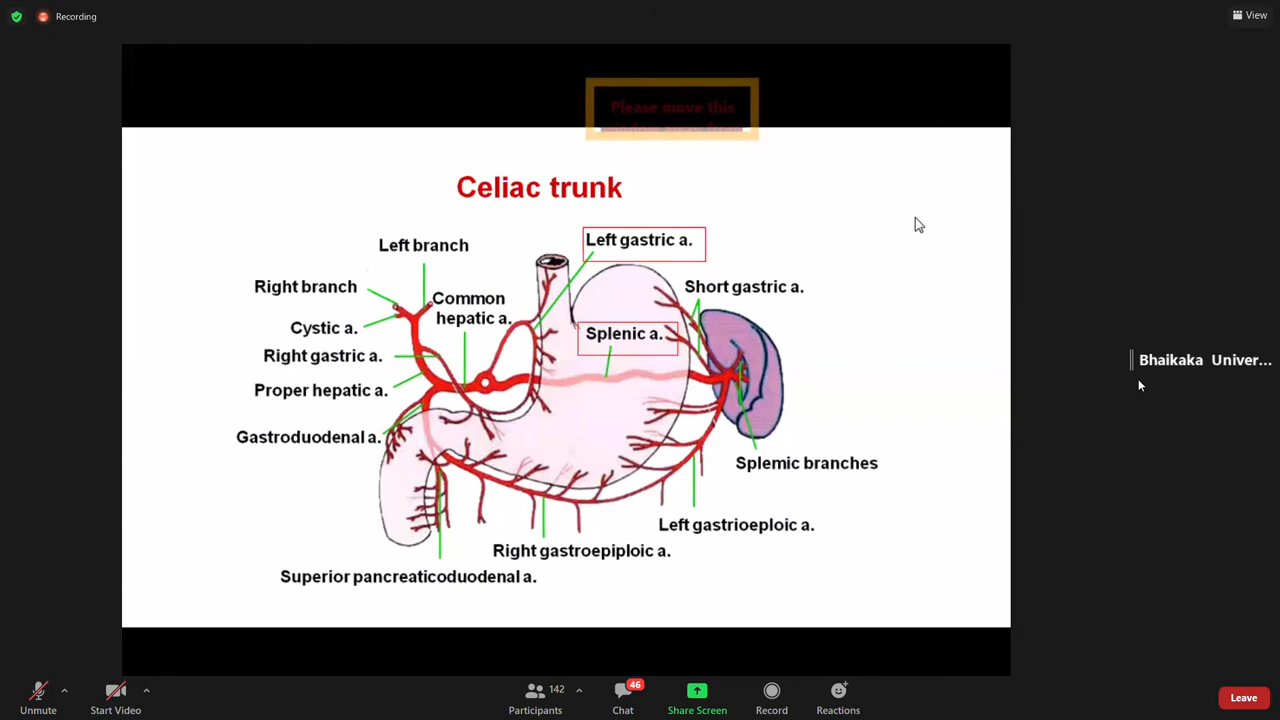 Recording
View
Please move this
Celiac trunk
Left branch
Left gastric a.
Right branch
Common
hepatic a.
Short gastric a.
Cystic a.
Splenic a.
Right gastric a.
Proper hepatic a.
Gastroduodenal a.
Splemic branches
Left gastrioeploic a.
Right gastroepiploic a.
Superior pancreaticoduodenal a.
Bhaikaka Univer...
Unmute
Start Video
142
Participants
46
Chat
Share Screen
Record
Reactions
Leave